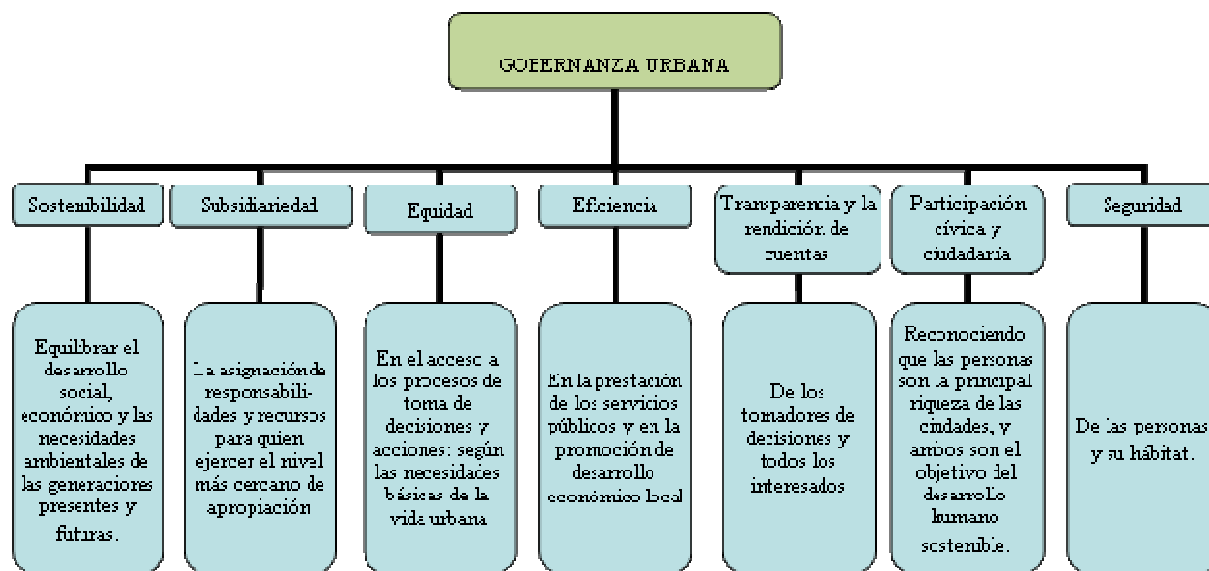 GOBERNANZA URBANA
Sostenibilidad
Subsidiariedad
Equidad
Eficiencia
Transparencia y la
rendición de
cuentas
Participación
cívica y
ciudadanía
Seguridad
Equilibrar el
desarrollo
social,
económico y las
necesidades
ambientales de
las generaciones
presentes y
futuras.
La asignación de
responsabili-
dades y recursos
para quien
ejercer el nivel
más cercano de
apropiación
En el acceso a
los procesos de
toma de
decisiones y
acciones: según
las necesidades
básicas de la
vida urbana
En la prestación
de los servicios
públicos y en la
promoción de
desarrollo
económico local
De los
tomadores de
decisiones y
todos los
interesados
Reconociendo
que las personas
son la principal
riqueza de las
ciudades, y
ambos son el
objetivo del
desarrollo
humano
sostenible.
De las personas
y su hábitat.